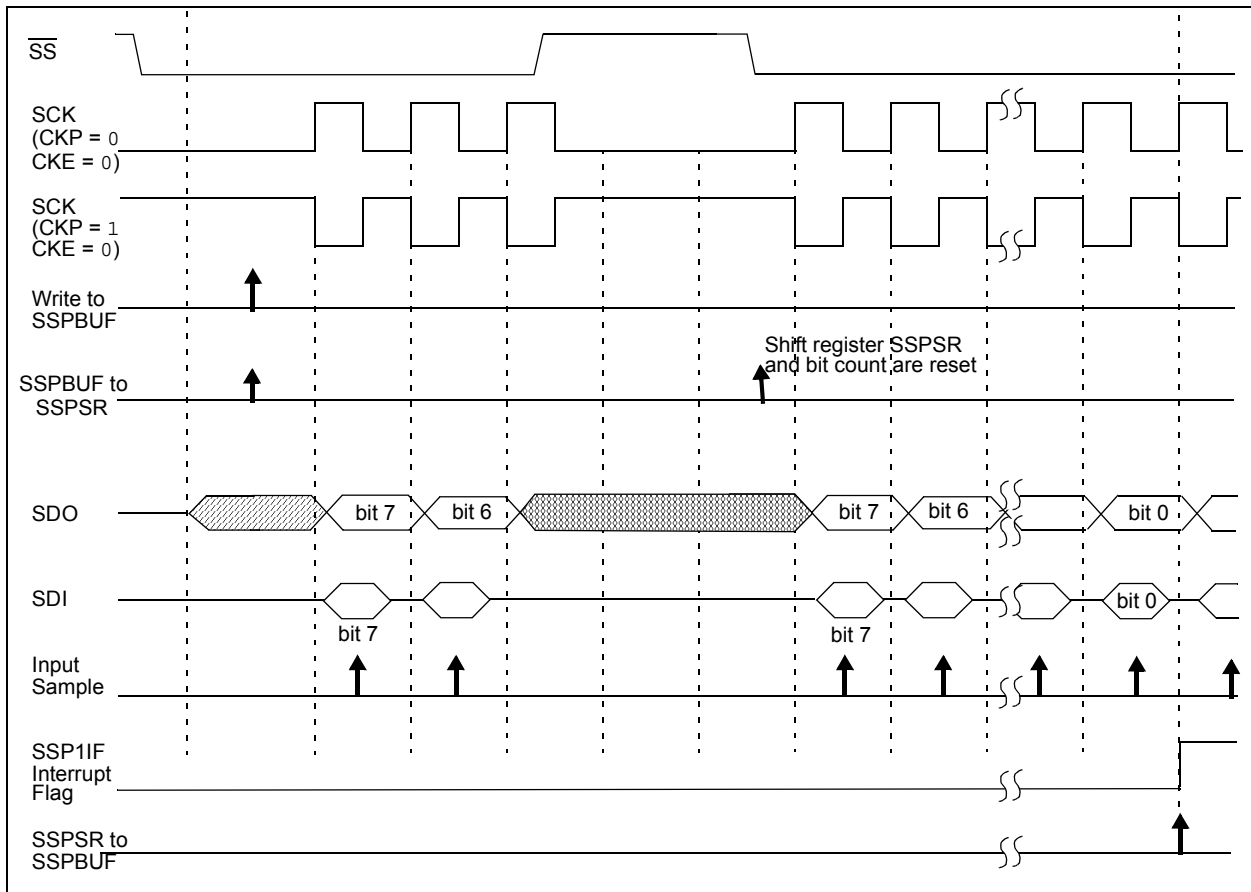 SS
SCK
(CKP = 0
CKE = 0)
SCK
(CKP = 1
CKE = 0)
Write to
SSPBUF
Shift register SSPSR
and bit count are reset
SSPBUF to
SSPSR
SDO
bit 7
bit 6
bit 7
bit 6
bit 0
SDI
bit 0
bit 7
bit 7
Input
Sample
SSP1IF
Interrupt
Flag
SSPSR to
SSPBUF